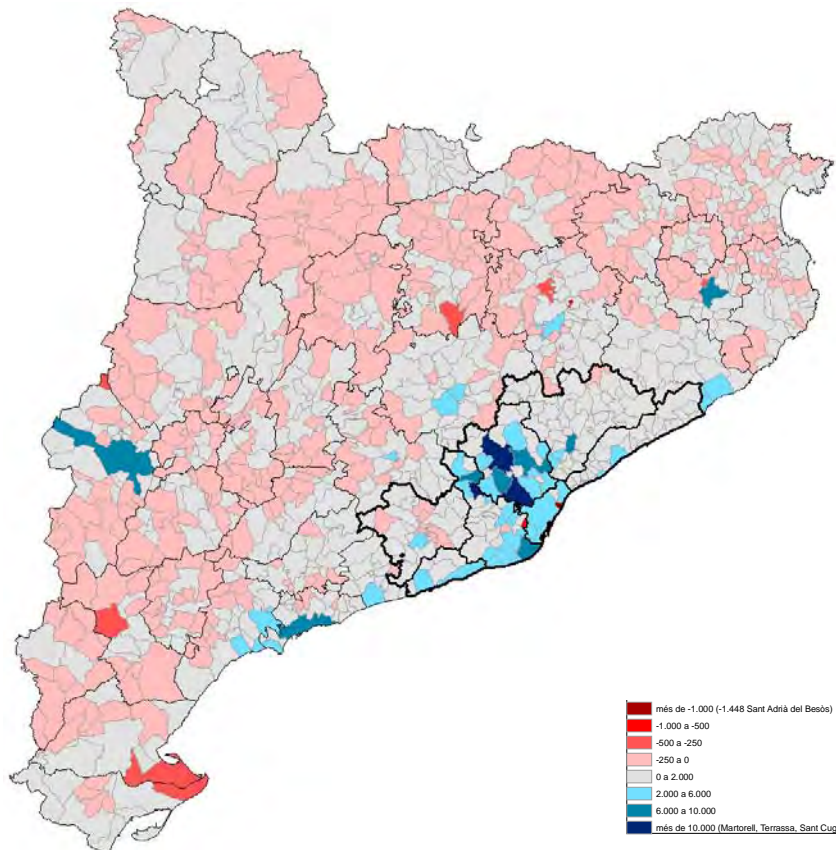 més de -1.000 (-1.448 Sant Adrià del Besòs)
-1.000 a -500
-500 a -250
-250 a 0
0 a 2.000
2.000 a 6.000
6.000 a 10.000
més de 10.000 (Martorell, Terrassa, Sant Cug